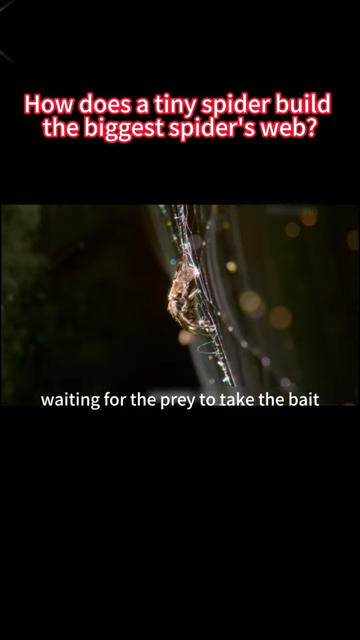 How does a tiny spider build
the biggest spider's web?
waiting for the prey to take the bait